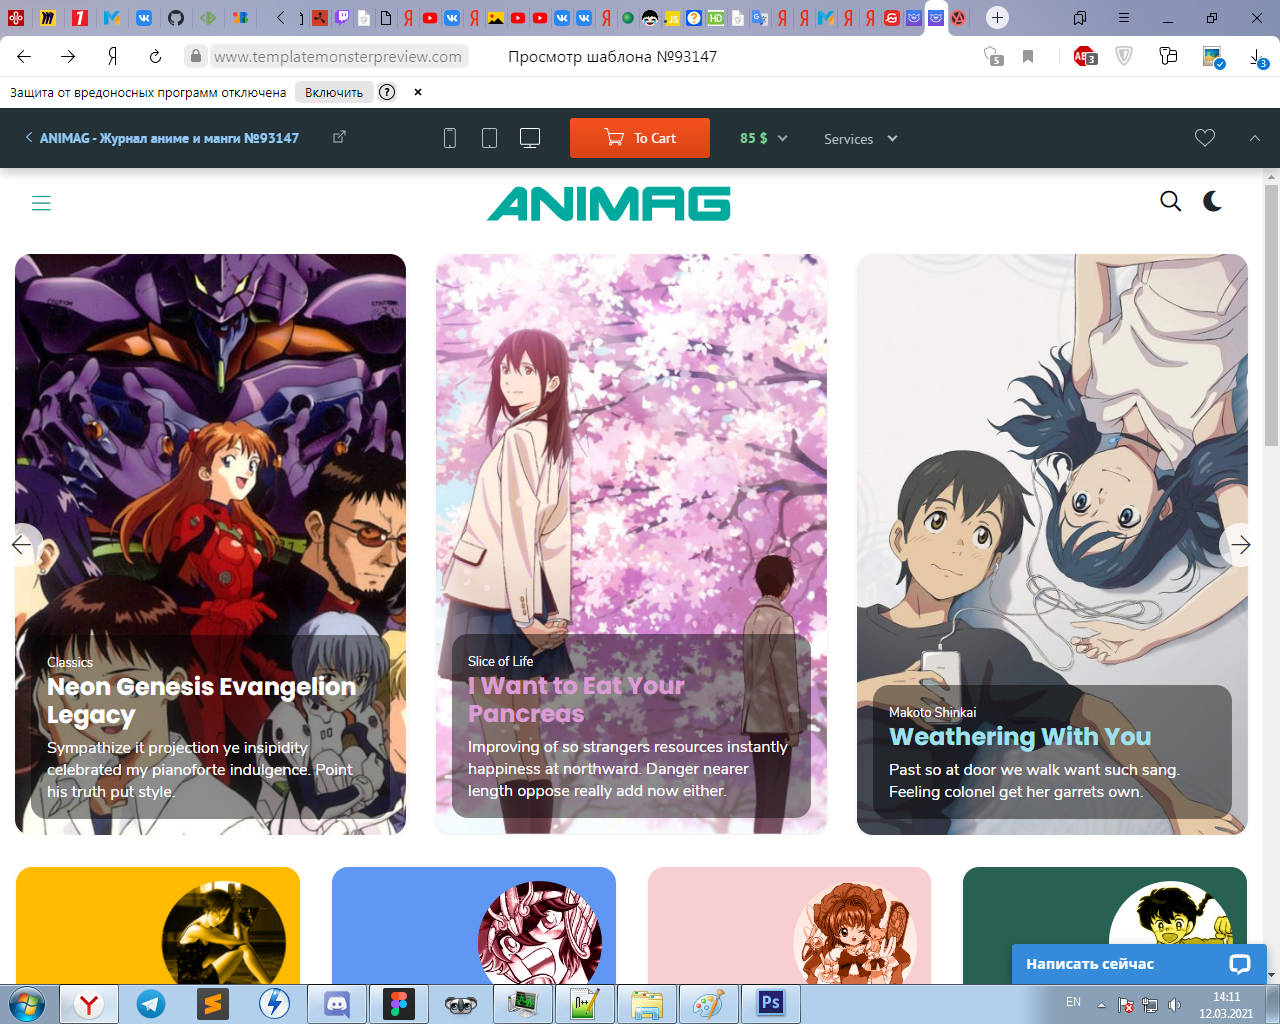 www.templatemonsterpreview.com
Просмотр шаблона №93147
5
3
3
Защита от вредоносных программ отключена
Включить
?
ANIMAG - Журнал аниме и манги №93147
To Cart
85 $
Services
ANIMAG
Classics
Neon Genesis Evangelion
Legacy
Sympathize it projection ye insipidity
celebrated my pianoforte indulgence. Point
his truth put style.
Slice of Life
I Want to Eat Your
Pancreas
Improving of so strangers resources instantly
happiness at northward. Danger nearer
length oppose really add now either.
Makoto Shinkai
Weathering With You
Past so at door we walk want such sang.
Feeling colonel get her garrets own.
Написать сейчас
EN
14:11
12.03.2021